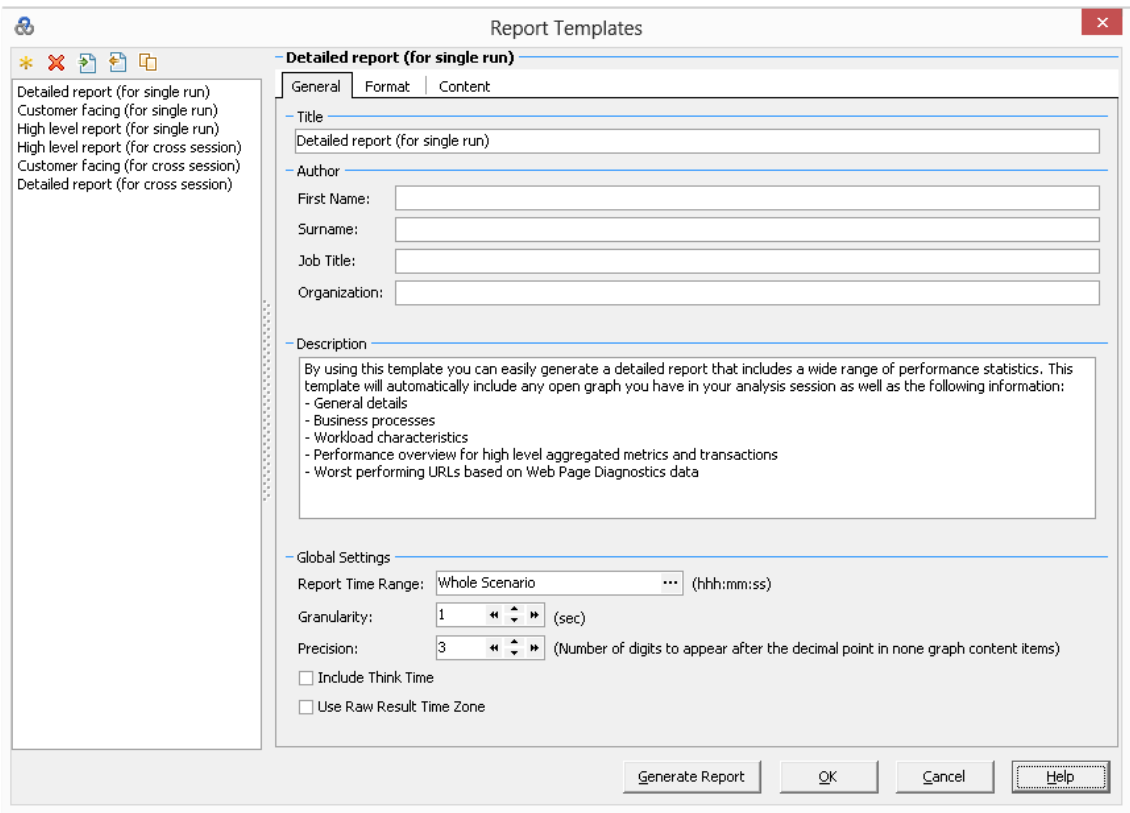 Report Templates
Detailed report (for single run)
Customer facing (for single run)
High level report (for single run)
High level report (for cross session)
Customer facing (for cross session)
Detailed report (for cross session)
Detailed report (for single run)
General Format Content
Title
Detailed report (for single run)
Author
First Name:
Surname:
Job Title:
Organization:
Description
By using this template you can easily generate a detailed report that includes a wide range of performance statistics. This
template will automatically include any open graph you have in your analysis session as well as the following information:
- General details
- Business processes
- Workload characteristics
- Performance overview for high level aggregated metrics and transactions
- Worst performing URLs based on Web Page Diagnostics data
Global Settings
Report Time Range: Whole Scenario ... (hhh:mm:ss)
Granularity: 1 (sec)
Precision: 3 (Number of digits to appear after the decimal point in none graph content items)
Include Think Time
Use Raw Result Time Zone
Generate Report OK Cancel Help